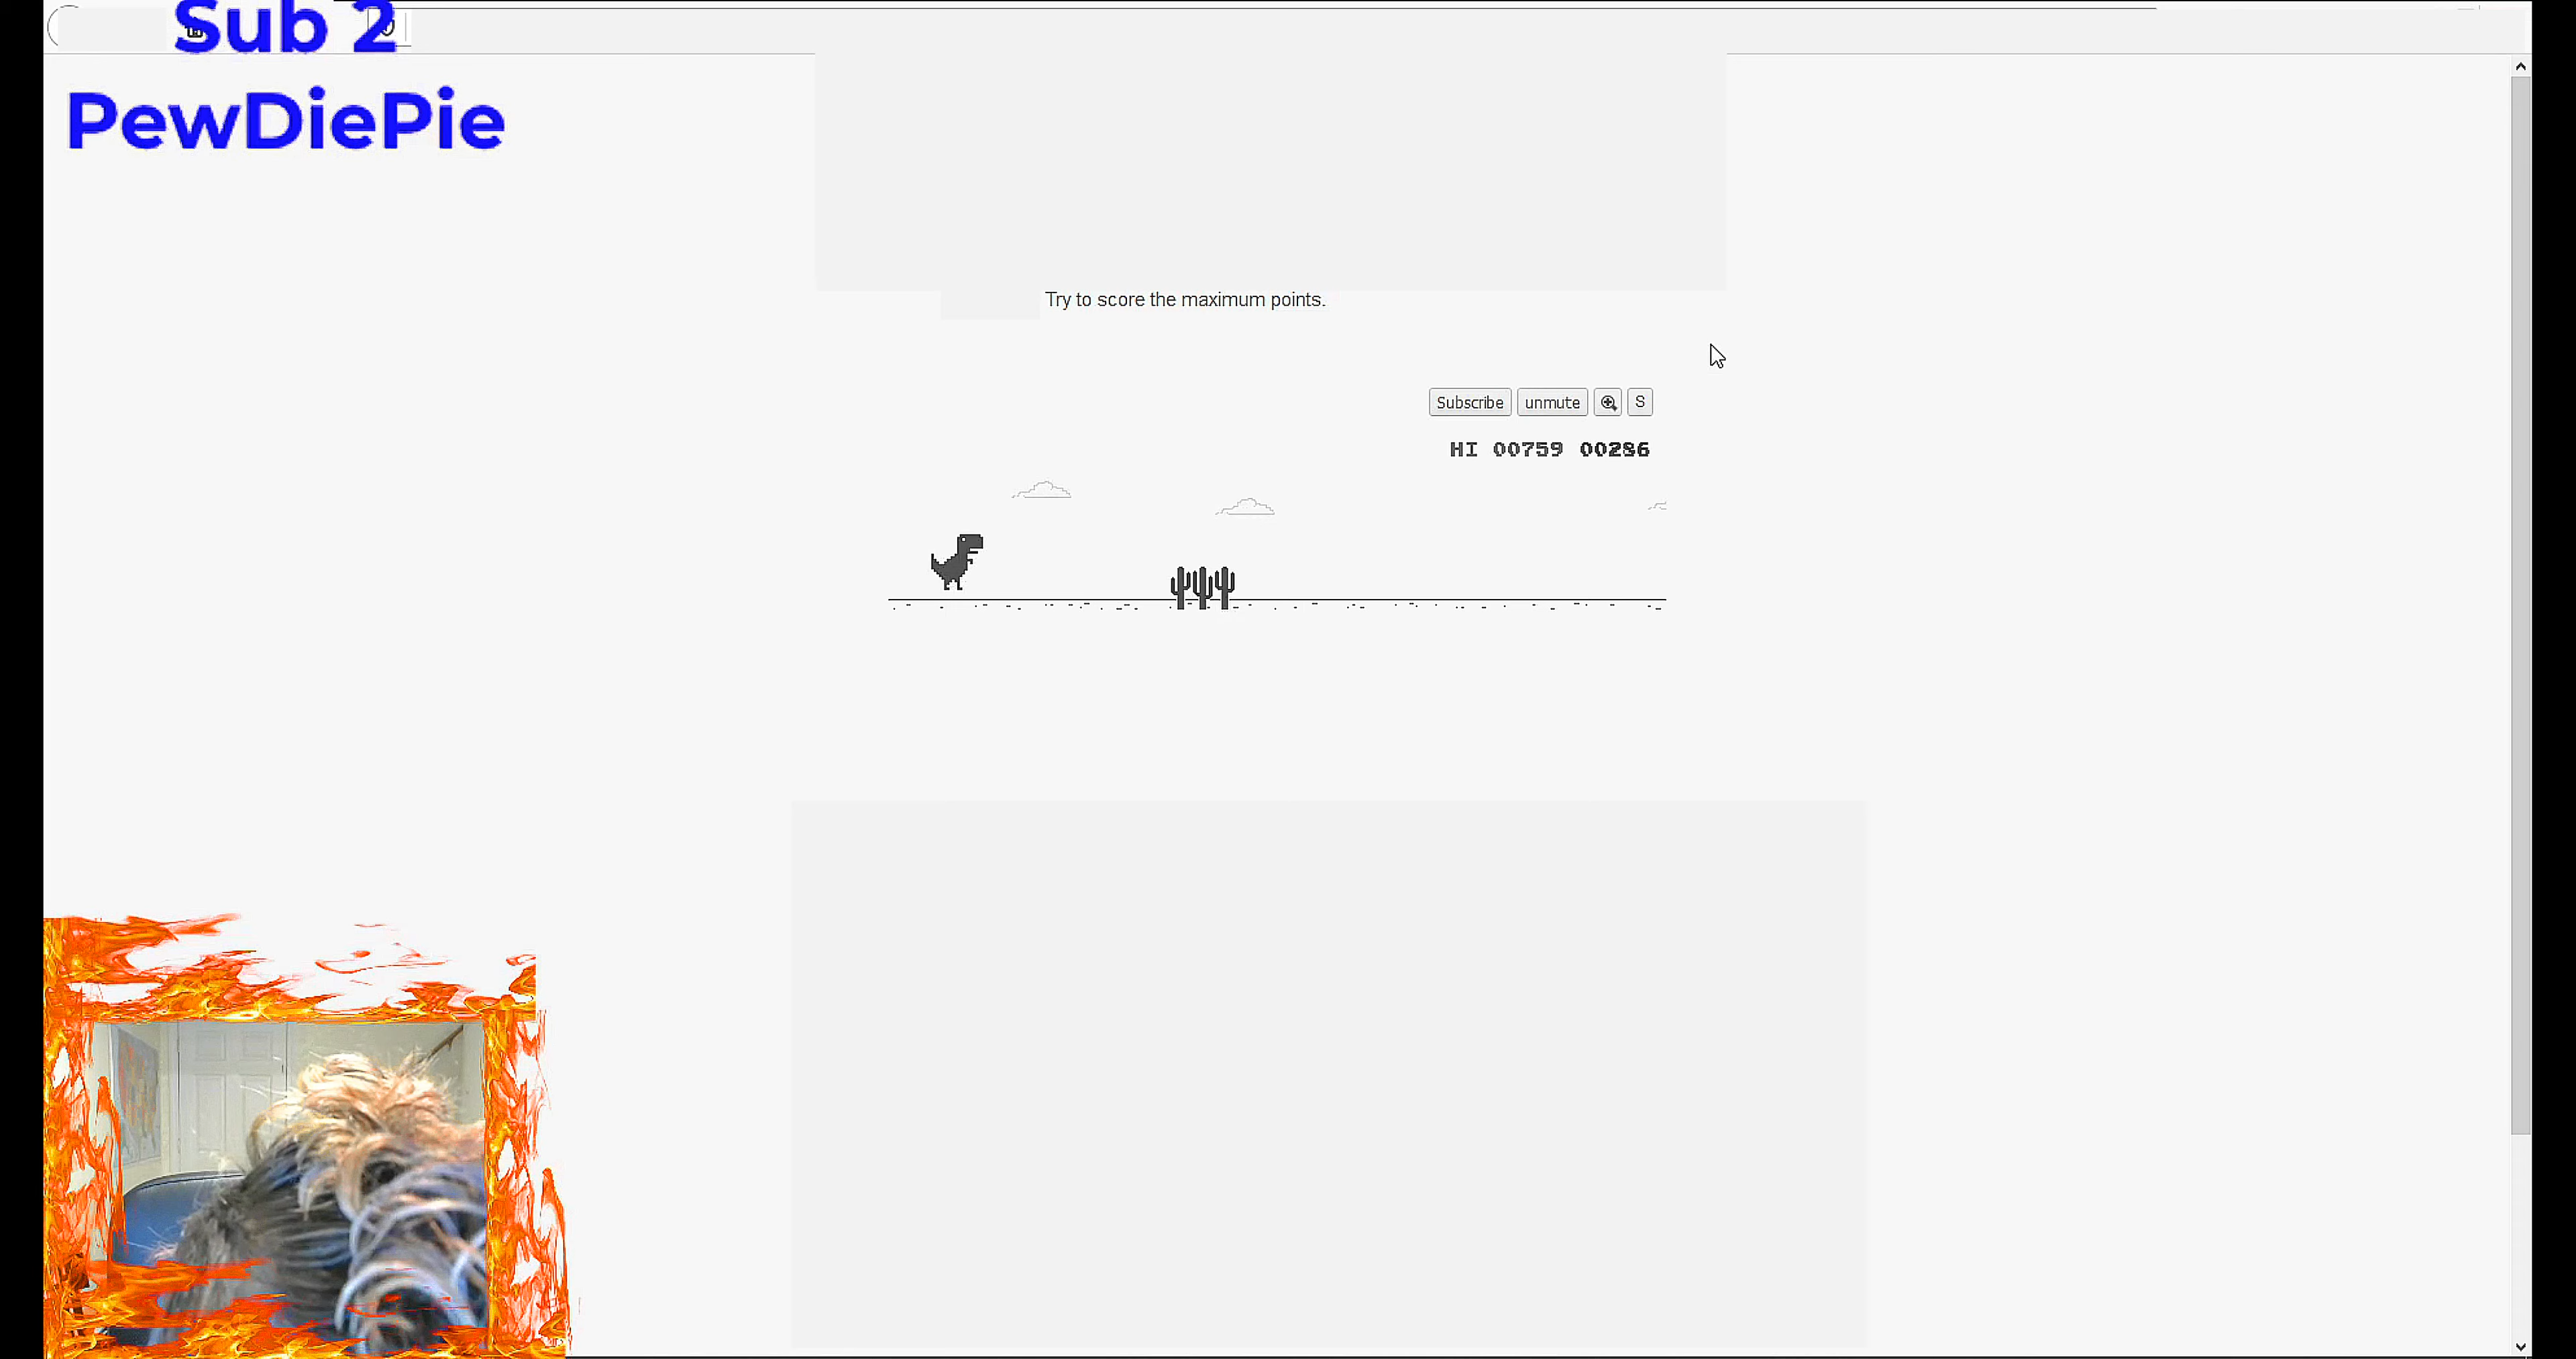 Sub 2
PewDiePie
Try to score the maximum points.
Subscribe unmute S
HI 00759 00286